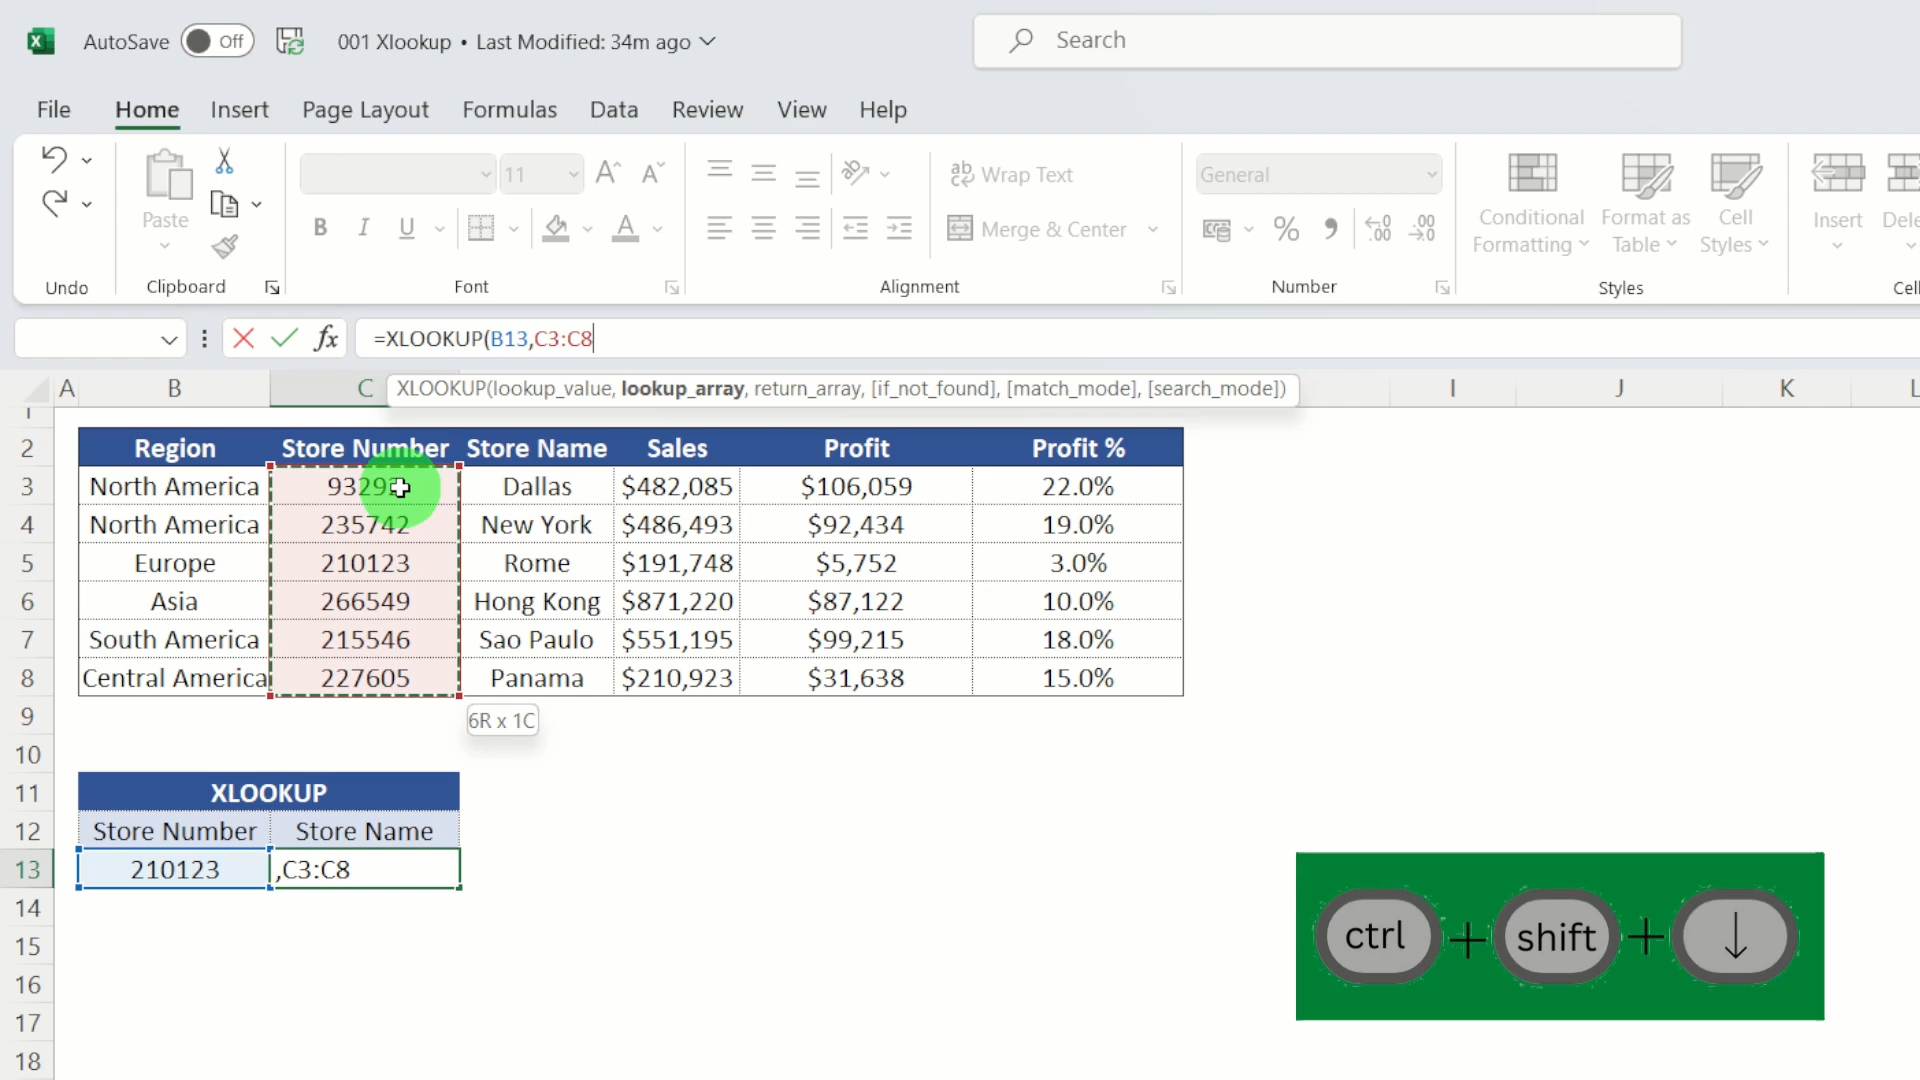 AutoSave Off 001 Xlookup • Last Modified: 34m ago Search
File Home Insert Page Layout Formulas Data Review View Help
11 Wrap Text General
Paste Conditional Format as Cell Insert
B I U Merge & Center % Formatting Table Styles
Undo Clipboard Font Alignment Number Styles
fx =XLOOKUP(B13,C3:C8
XLOOKUP(lookup_value, lookup_array, return_array, [if_not_found], [match_mode], [search_mode])
A B C I J K L
1
2 Region Store Number Store Name Sales Profit Profit %
3 North America Dallas $482,085 $106,059 22.0%
4 North America 235742 New York $486,493 $92,434 19.0%
5 Europe 210123 Rome $191,748 $5,752 3.0%
6 Asia 266549 Hong Kong $871,220 $87,122 10.0%
7 South America 215546 Sao Paulo $551,195 $99,215 18.0%
8 Central America 227605 Panama $210,923 $31,638 15.0%
9 6R x 1C
10
11 XLOOKUP
12 Store Number Store Name
13 210123 ,C3:C8
14 ctrl + shift + ↓
15
16
17
18